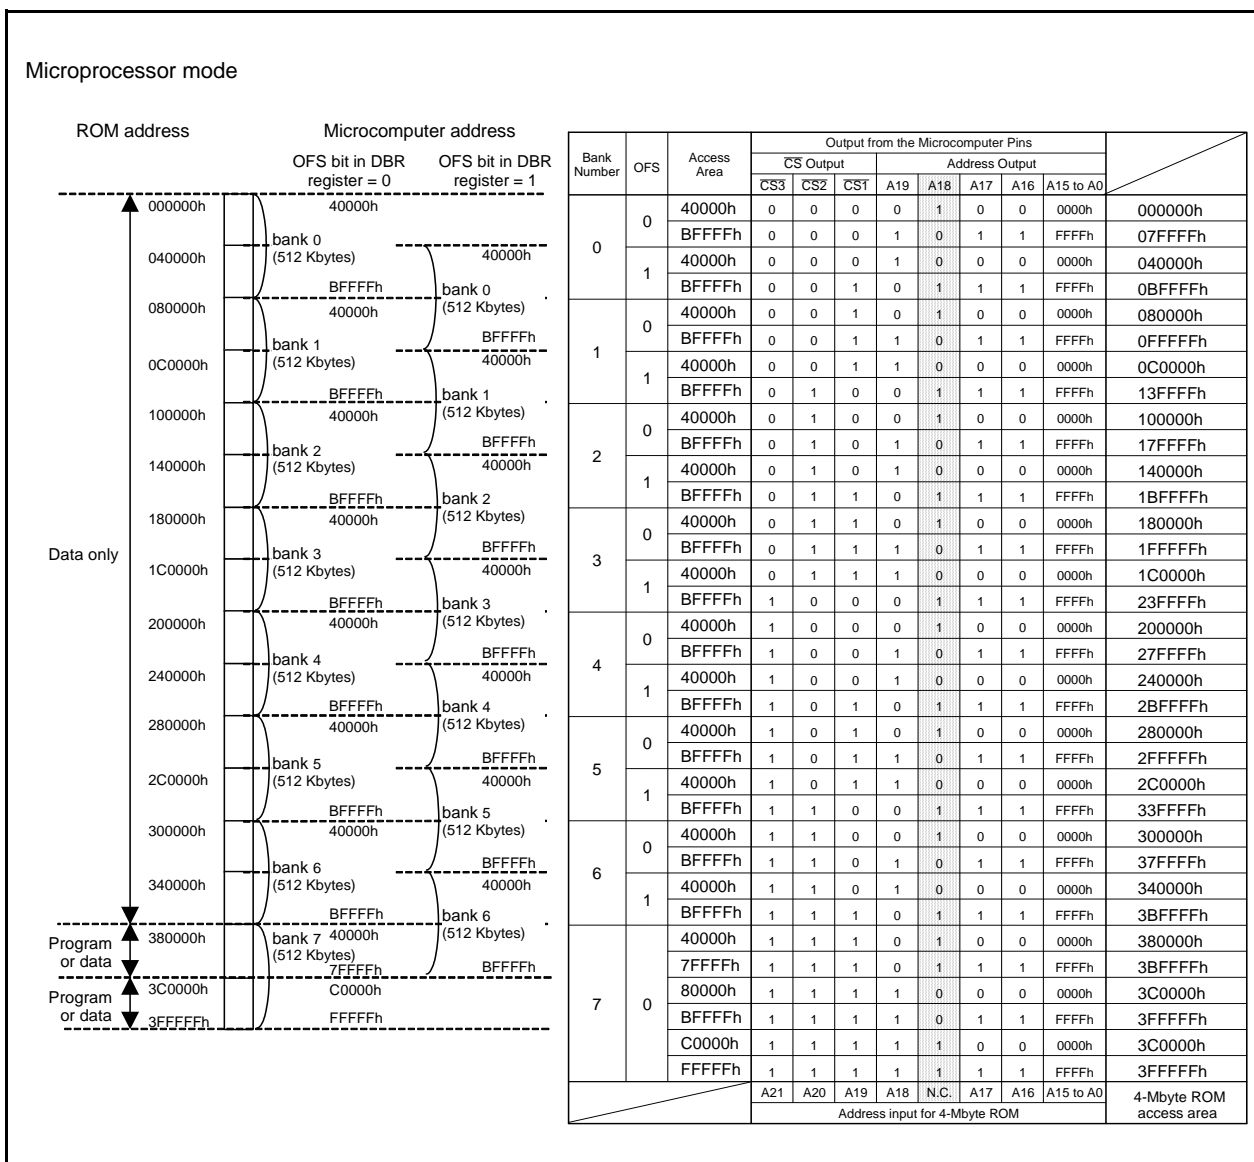 Microprocessor mode
ROM address
Microcomputer address
OFS bit in DBR register = 0
OFS bit in DBR register = 1
000000h 40000h
bank 0
(512 Kbytes)
040000h 40000h
BFFFFh bank 0
080000h 40000h (512 Kbytes)
bank 1 BFFFFh
0C0000h (512 Kbytes) 40000h
BFFFFh bank 1
100000h 40000h (512 Kbytes)
bank 2 BFFFFh
140000h (512 Kbytes) 40000h
BFFFFh bank 2
180000h 40000h (512 Kbytes)
Data only
bank 3 BFFFFh
1C0000h (512 Kbytes) 40000h
BFFFFh bank 3
200000h 40000h (512 Kbytes)
bank 4 BFFFFh
240000h (512 Kbytes) 40000h
BFFFFh bank 4
280000h 40000h (512 Kbytes)
bank 5 BFFFFh
2C0000h (512 Kbytes) 40000h
BFFFFh bank 5
300000h 40000h (512 Kbytes)
bank 6 BFFFFh
340000h (512 Kbytes) 40000h
BFFFFh bank 6
Program or data 380000h bank 7 40000h (512 Kbytes)
(512 Kbytes) 7FFFFh BFFFFh
Program or data 3C0000h C0000h
3FFFFFh FFFFFh
Bank Number OFS Access Area Output from the Microcomputer Pins
CS Output Address Output
CS3 CS2 CS1 A19 A18 A17 A16 A15 to A0
0 0 40000h 0 0 0 0 1 0 0 0000h 000000h
BFFFFh 0 0 0 1 0 1 1 FFFFh 07FFFFh
1 40000h 0 0 0 1 0 0 0 0000h 040000h
BFFFFh 0 0 1 0 1 1 1 FFFFh 0BFFFFh
1 0 40000h 0 0 1 0 1 0 0 0000h 080000h
BFFFFh 0 0 1 1 0 1 1 FFFFh 0FFFFFh
1 40000h 0 0 1 1 0 0 0 0000h 0C0000h
BFFFFh 0 1 0 0 1 1 1 FFFFh 13FFFFh
2 0 40000h 0 1 0 0 1 0 0 0000h 100000h
BFFFFh 0 1 0 1 0 1 1 FFFFh 17FFFFh
1 40000h 0 1 0 1 0 0 0 0000h 140000h
BFFFFh 0 1 1 0 1 1 1 FFFFh 1BFFFFh
3 0 40000h 0 1 1 0 1 0 0 0000h 180000h
BFFFFh 0 1 1 1 0 1 1 FFFFh 1FFFFFh
1 40000h 0 1 1 1 0 0 0 0000h 1C0000h
BFFFFh 1 0 0 0 1 1 1 FFFFh 23FFFFh
4 0 40000h 1 0 0 0 1 0 0 0000h 200000h
BFFFFh 1 0 0 1 0 1 1 FFFFh 27FFFFh
1 40000h 1 0 0 1 0 0 0 0000h 240000h
BFFFFh 1 0 1 0 1 1 1 FFFFh 2BFFFFh
5 0 40000h 1 0 1 0 1 0 0 0000h 280000h
BFFFFh 1 0 1 1 0 1 1 FFFFh 2FFFFFh
1 40000h 1 0 1 1 0 0 0 0000h 2C0000h
BFFFFh 1 1 0 0 1 1 1 FFFFh 33FFFFh
6 0 40000h 1 1 0 0 1 0 0 0000h 300000h
BFFFFh 1 1 0 1 0 1 1 FFFFh 37FFFFh
1 40000h 1 1 0 1 0 0 0 0000h 340000h
BFFFFh 1 1 1 0 1 1 1 FFFFh 3BFFFFh
7 0 40000h 1 1 1 0 1 0 0 0000h 380000h
7FFFFh 1 1 1 0 1 1 1 FFFFh 3BFFFFh
80000h 1 1 1 1 0 0 0 0000h 3C0000h
BFFFFh 1 1 1 1 0 1 1 FFFFh 3FFFFFh
C0000h 1 1 1 1 1 0 0 0000h 3C0000h
FFFFFh 1 1 1 1 1 1 1 FFFFh 3FFFFFh
A21 A20 A19 A18 N.C. A17 A16 A15 to A0 4-Mbyte ROM access area
Address input for 4-Mbyte ROM